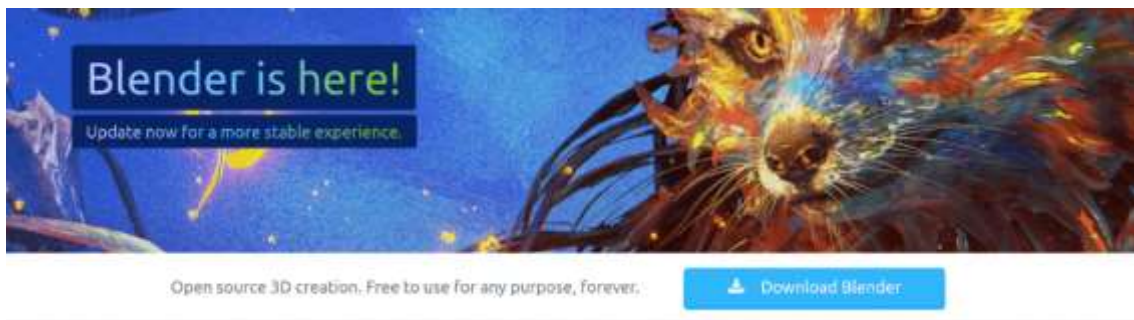 Blender is here!
Update now for a more stable experience.
Open source 3D creation. Free to use for any purpose, forever.
Download Blender